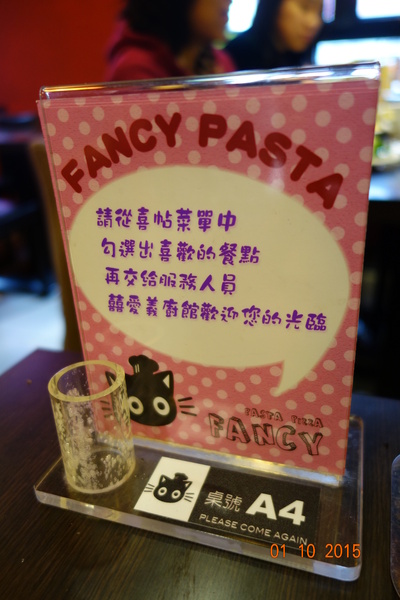 FANCY PASTA
請從喜帖菜單中
勾選出喜歡的餐點
再交給服務人員
囍愛義廚館歡迎您的光臨
PASTA PIZZA
FANCY
桌號 A4
PLEASE COME AGAIN
01 10 2015